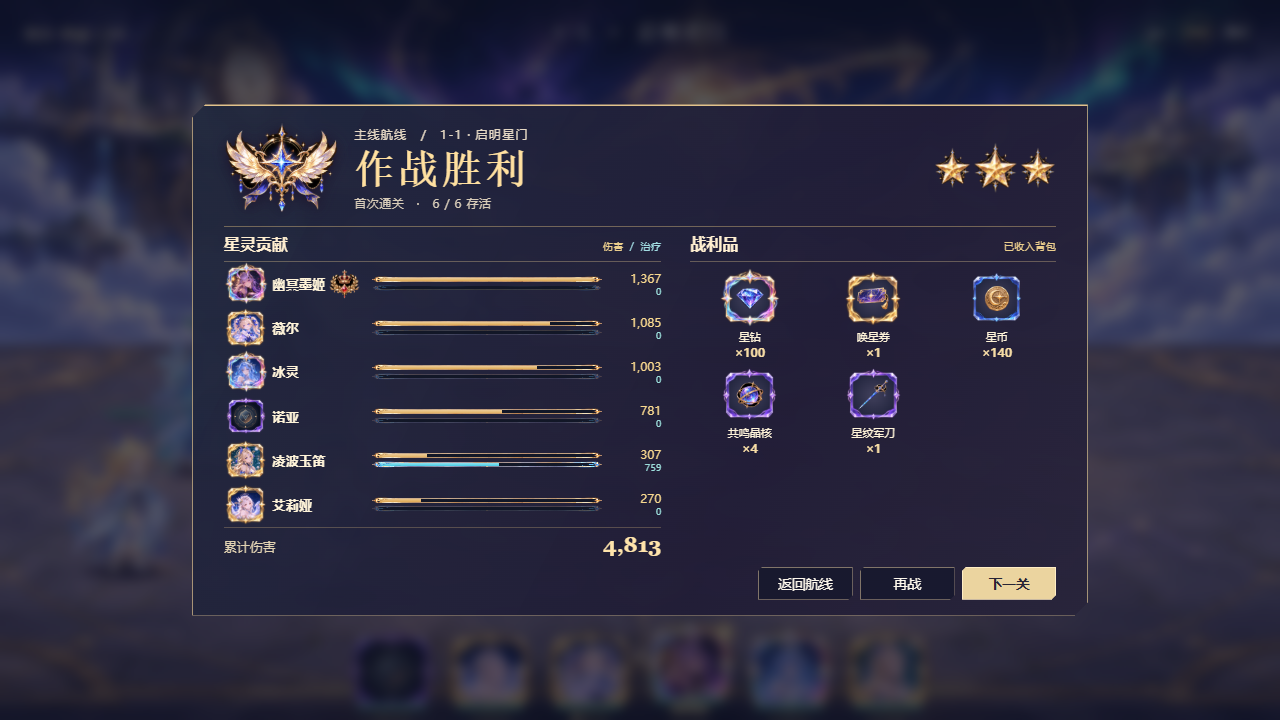 主线航线 / 1-1 · 启明星门
作战胜利
首次通关 · 6 / 6 存活
星灵贡献
伤害 / 治疗
幽冥墨姬
1,367
0
薇尔
1,085
0
冰灵
1,003
0
诺亚
781
0
凌波玉笛
307
759
艾莉娅
270
0
累计伤害
4,813
战利品
已收入背包
星钻
×100
唤星券
×1
星币
×140
共鸣晶核
×4
星纹军刀
×1
返回航线
再战
下一关